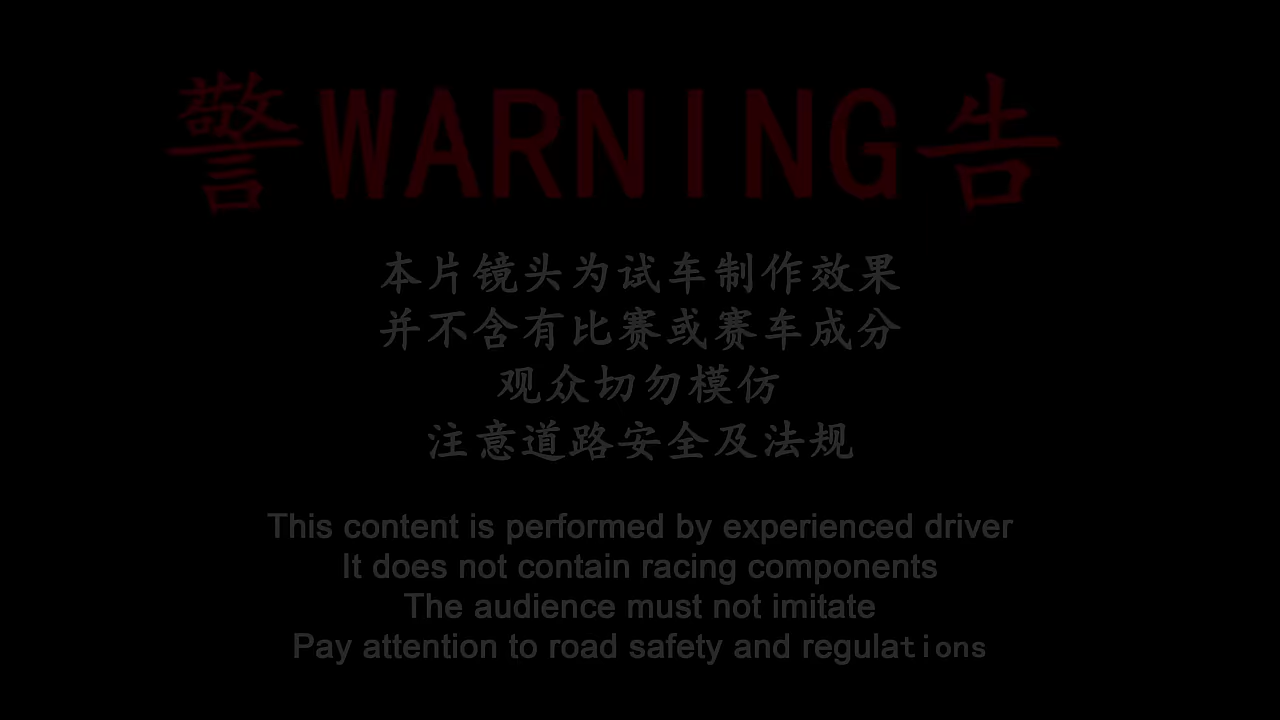 警WARNING告
本片镜头为试车制作效果
并不含有比赛或赛车成分
观众切勿模仿
注意道路安全及法规
This content is performed by experienced driver
It does not contain racing components
The audience must not imitate
Pay attention to road safety and regulations